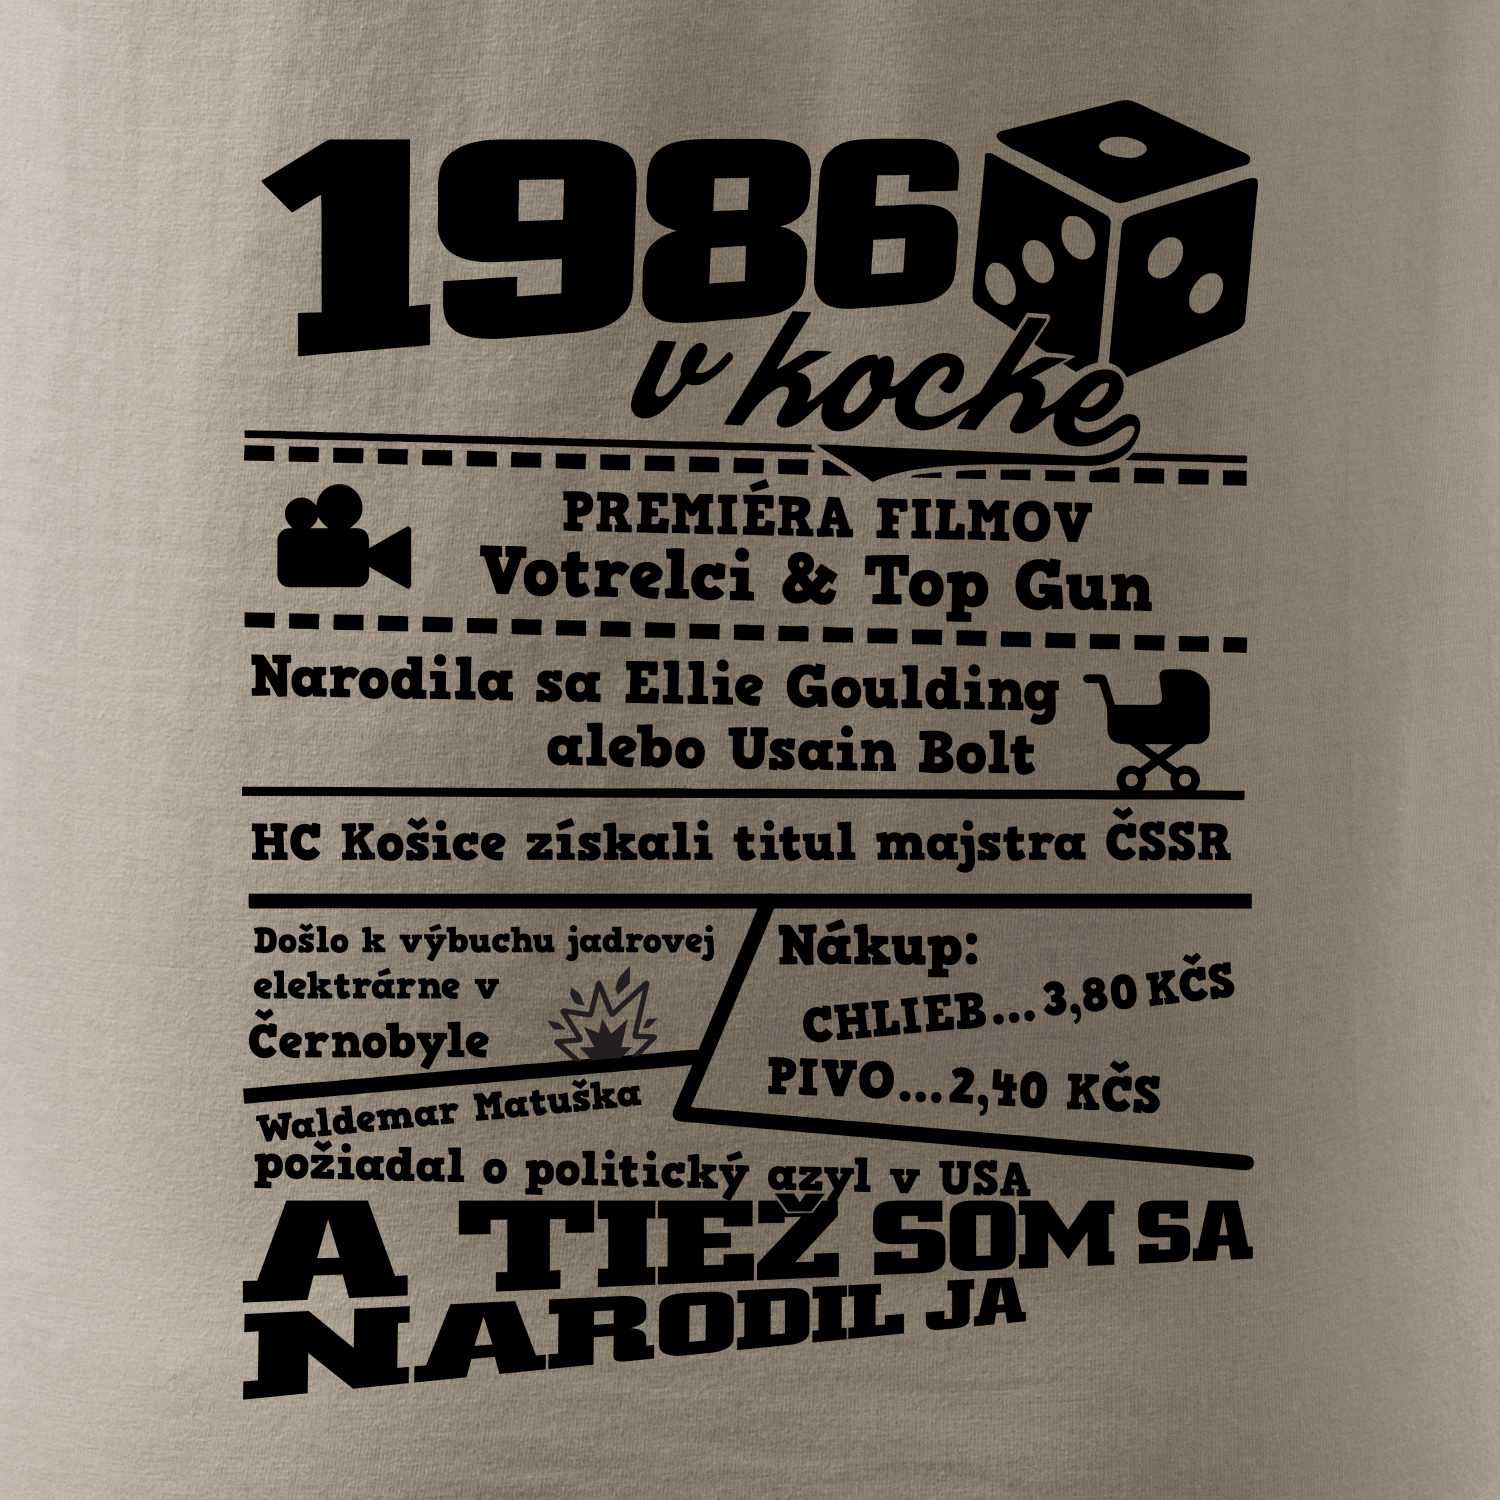 1986
v kocke
PREMIÉRA FILMOV
Votrelci & Top Gun
Narodila sa Ellie Goulding
alebo Usain Bolt
HC Košice získali titul majstra ČSSR
Došlo k výbuchu jadrovej
elektrárne v
Černobyle
Nákup:
CHLIEB...3,80 KČS
PIVO...2,40 KČS
Waldemar Matuška
požiadal o politický azyl v USA
A TIEŽ SOM SA
NARODIL JA